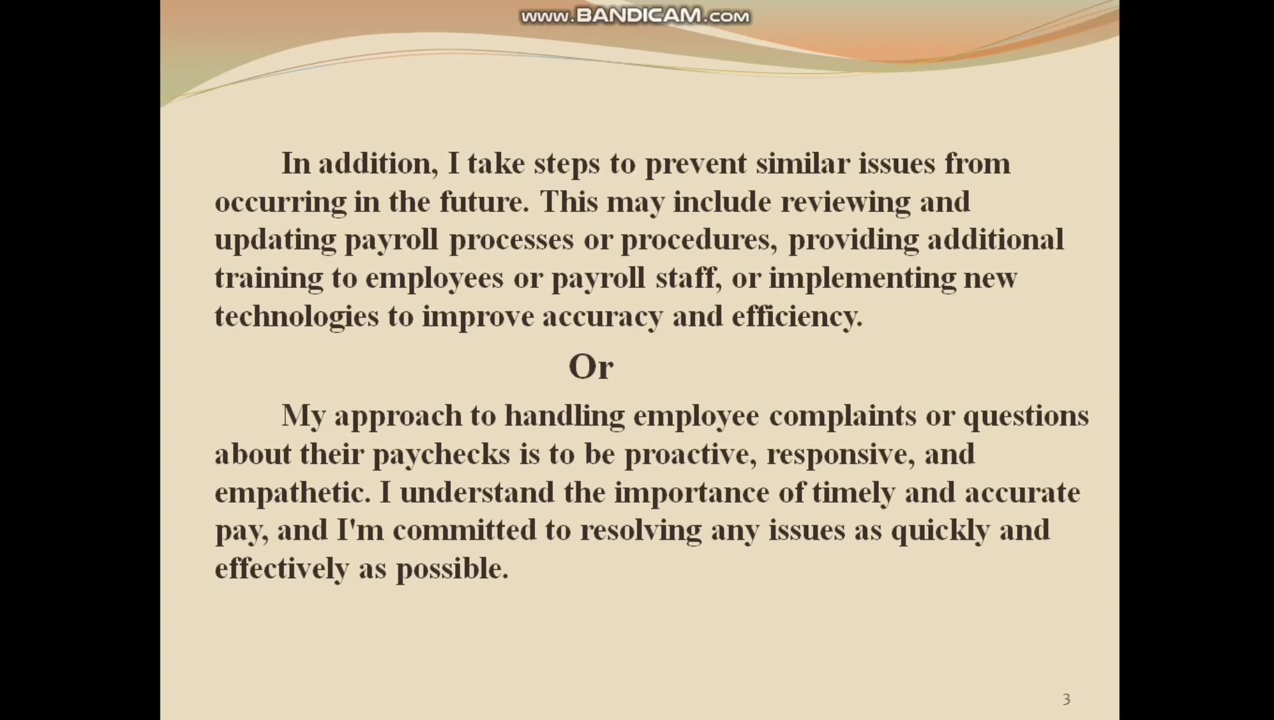 www.BANDICAM.com
In addition, I take steps to prevent similar issues from
occurring in the future. This may include reviewing and
updating payroll processes or procedures, providing additional
training to employees or payroll staff, or implementing new
technologies to improve accuracy and efficiency.
Or
My approach to handling employee complaints or questions
about their paychecks is to be proactive, responsive, and
empathetic. I understand the importance of timely and accurate
pay, and I'm committed to resolving any issues as quickly and
effectively as possible.
3